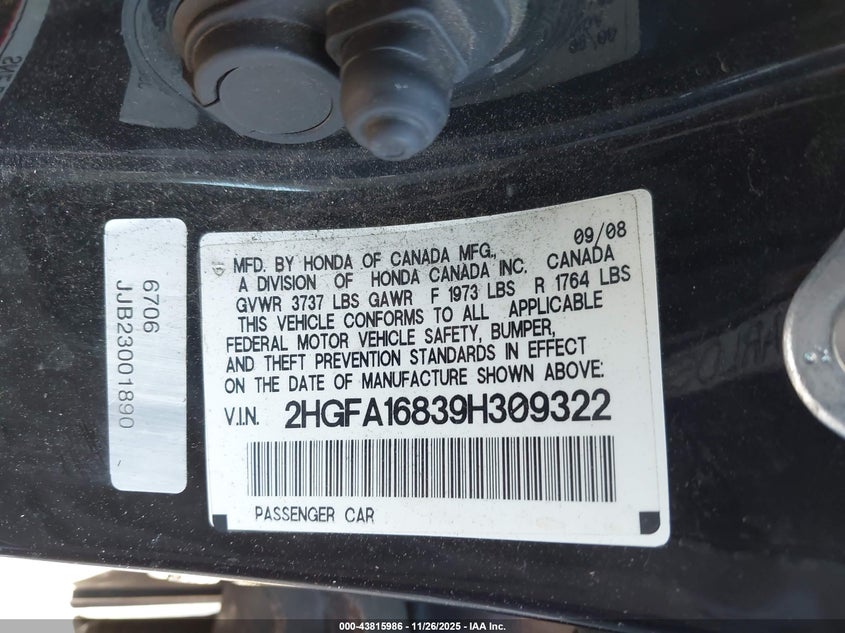 09/08
MFD. BY HONDA OF CANADA MFG.,
A DIVISION OF HONDA CANADA INC, CANADA
GVWR 3737 LBS GAWR F 1973 LBS R 1764 LBS
THIS VEHICLE CONFORMS TO ALL APPLICABLE
FEDERAL MOTOR VEHICLE SAFETY, BUMPER,
AND THEFT PREVENTION STANDARDS IN EFFECT
ON THE DATE OF MANUFACTURE SHOWN ABOVE:
V.I.N. 2HGFA16839H309322
PASSENGER CAR
6706
JJB23001890
000-43815986 - 11/26/2025 - IAA Inc.